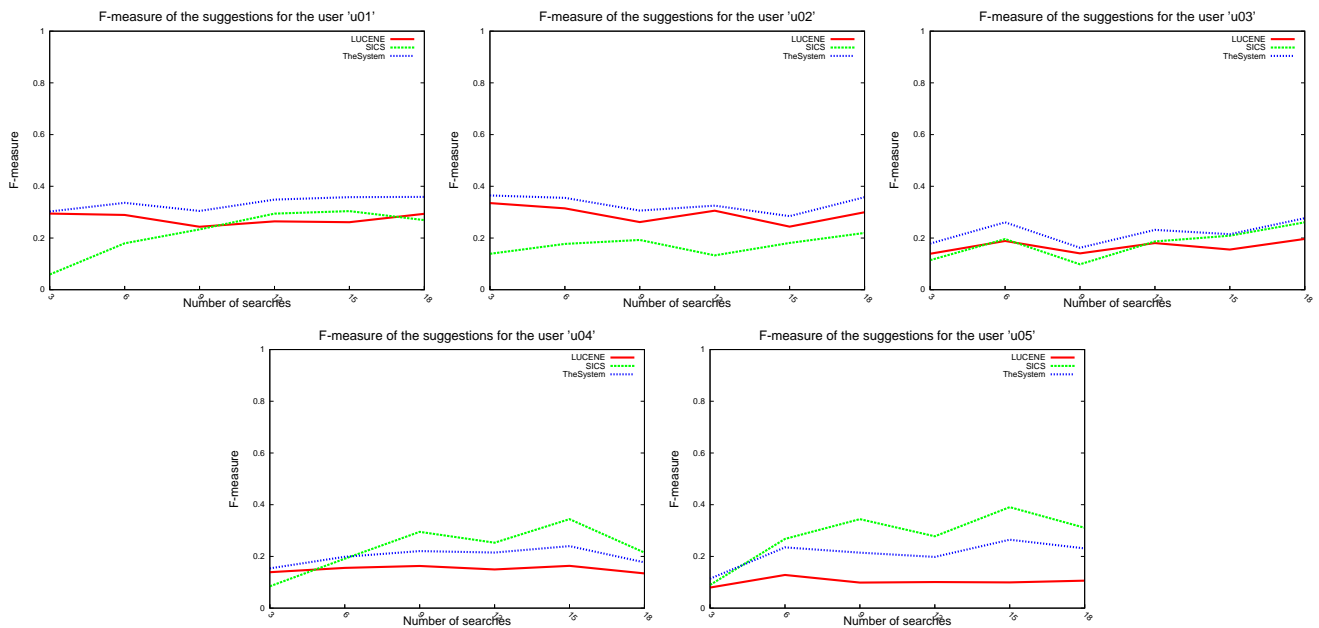 F-measure of the suggestions for the user 'u01'
LUCENE
SICS
TheSystem
1
0.8
0.6
0.4
0.2
0
F-measure
3
6
9
12
15
18
Number of searches
F-measure of the suggestions for the user 'u02'
LUCENE
SICS
TheSystem
1
0.8
0.6
0.4
0.2
0
F-measure
3
6
9
12
15
18
Number of searches
F-measure of the suggestions for the user 'u03'
LUCENE
SICS
TheSystem
1
0.8
0.6
0.4
0.2
0
F-measure
3
6
9
12
15
18
Number of searches
F-measure of the suggestions for the user 'u04'
LUCENE
SICS
TheSystem
1
0.8
0.6
0.4
0.2
0
F-measure
3
6
9
12
15
18
Number of searches
F-measure of the suggestions for the user 'u05'
LUCENE
SICS
TheSystem
1
0.8
0.6
0.4
0.2
0
F-measure
3
6
9
12
15
18
Number of searches